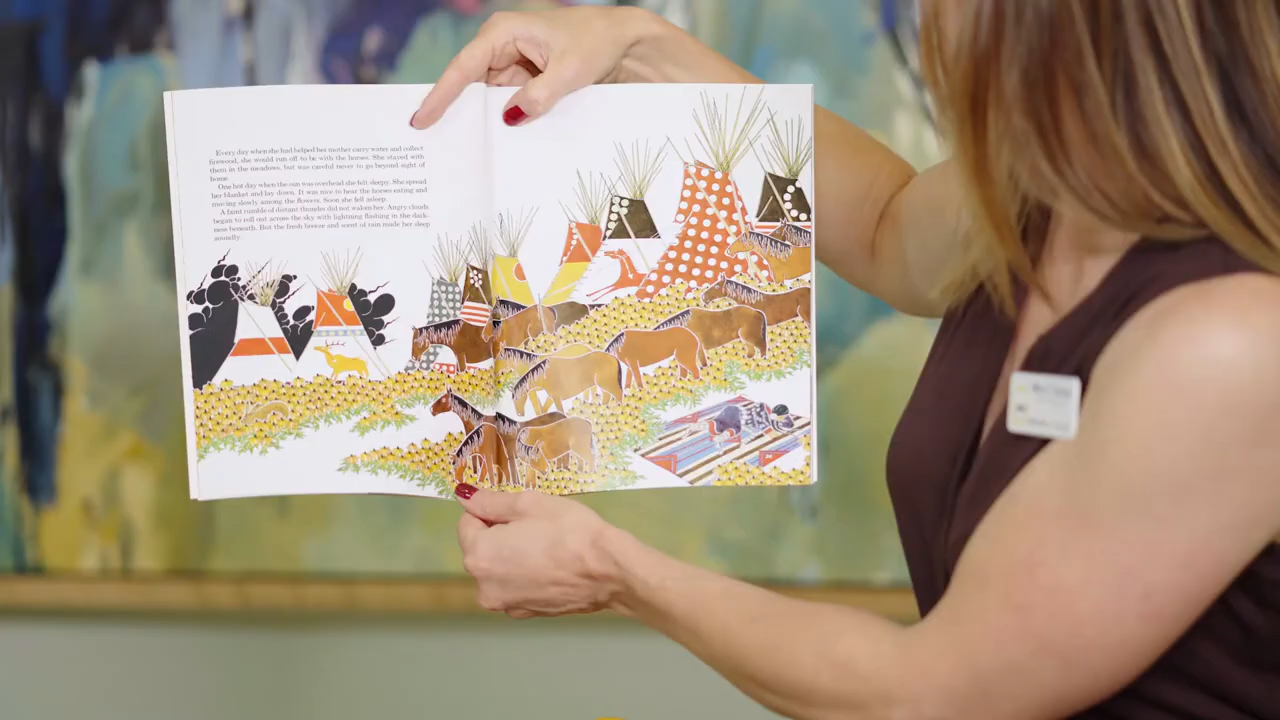 Every day when she had helped her mother carry water and collect
firewood, she would run off to be with the horses. She stayed with
them in the meadows, but was careful never to go beyond sight of
home.
One hot day when the sun was overhead she felt sleepy. She spread
her blanket and lay down. It was nice to hear the horses eating and
moving slowly among the flowers. Soon she fell asleep.
A faint rumble of distant thunder did not waken her. Angry clouds
began to roll out across the sky with lightning flashing in the dark-
ness beneath. But the fresh breeze and scent of rain made her sleep
soundly.